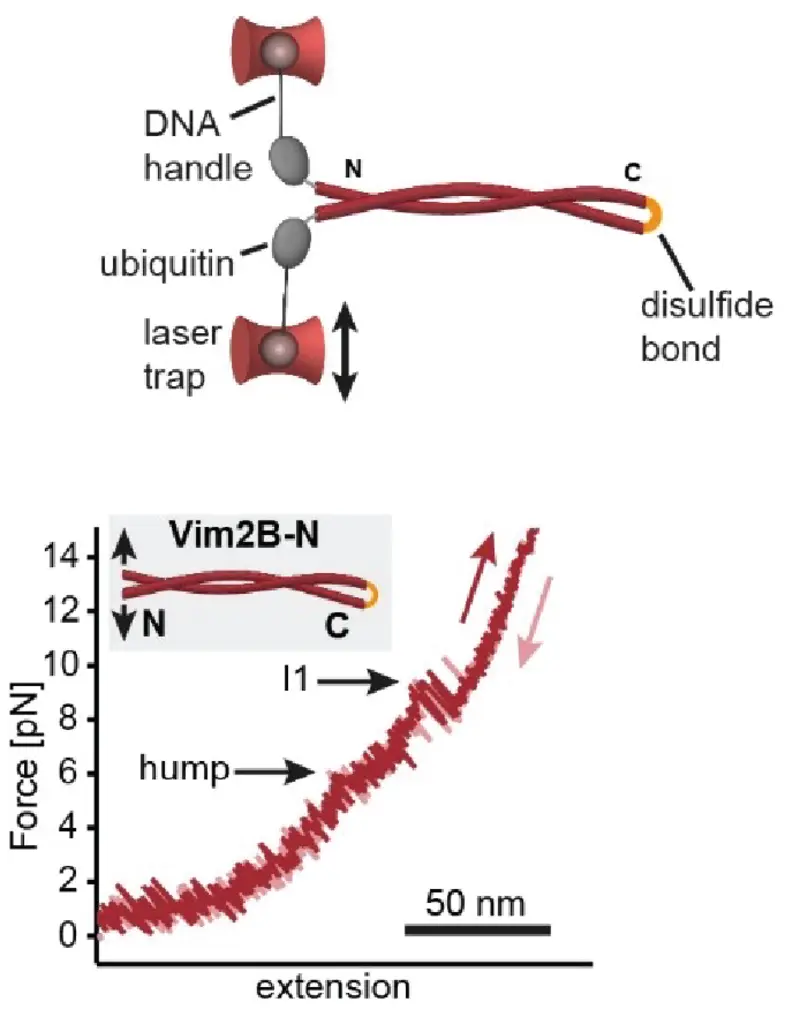 DNA
handle
N
C
ubiquitin
disulfide
bond
laser
trap
Vim2B-N
N
C
14
12
10
8
6
4
2
0
Force [pN]
I1
hump
50 nm
extension